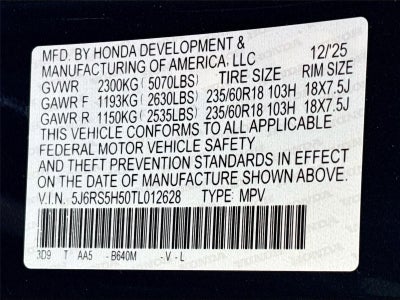 MFD. BY HONDA DEVELOPMENT &
MANUFACTURING OF AMERICA, LLC 12/'25
GVWR 2300KG (5070LBS) TIRE SIZE RIM SIZE
GAWR F 1193KG (2630LBS) 235/60R18 103H 18X7.5J
GAWR R 1150KG (2535LBS) 235/60R18 103H 18X7.5J
THIS VEHICLE CONFORMS TO ALL APPLICABLE
FEDERAL MOTOR VEHICLE SAFETY
AND THEFT PREVENTION STANDARDS IN EFFECT
ON THE DATE OF MANUFACTURE SHOWN ABOVE.
V.I.N. 5J6RS5H50TL012628 TYPE: MPV
3D9 T AA5 -B640M -V-L